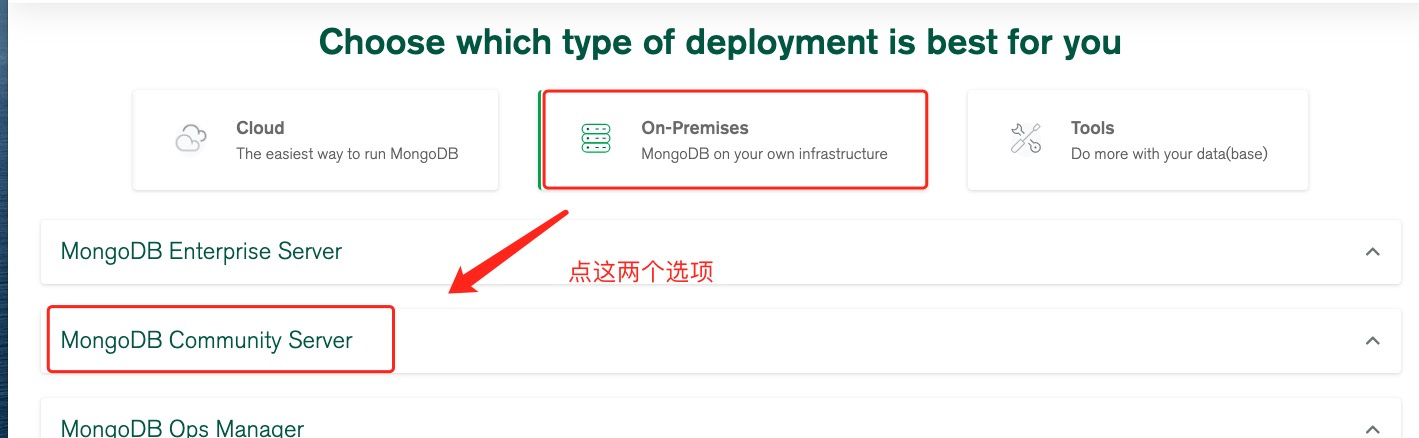 Choose which type of deployment is best for you
Cloud
The easiest way to run MongoDB
On-Premises
MongoDB on your own infrastructure
Tools
Do more with your data(base)
MongoDB Enterprise Server
点这两个选项
MongoDB Community Server
MongoDB Ops Manager